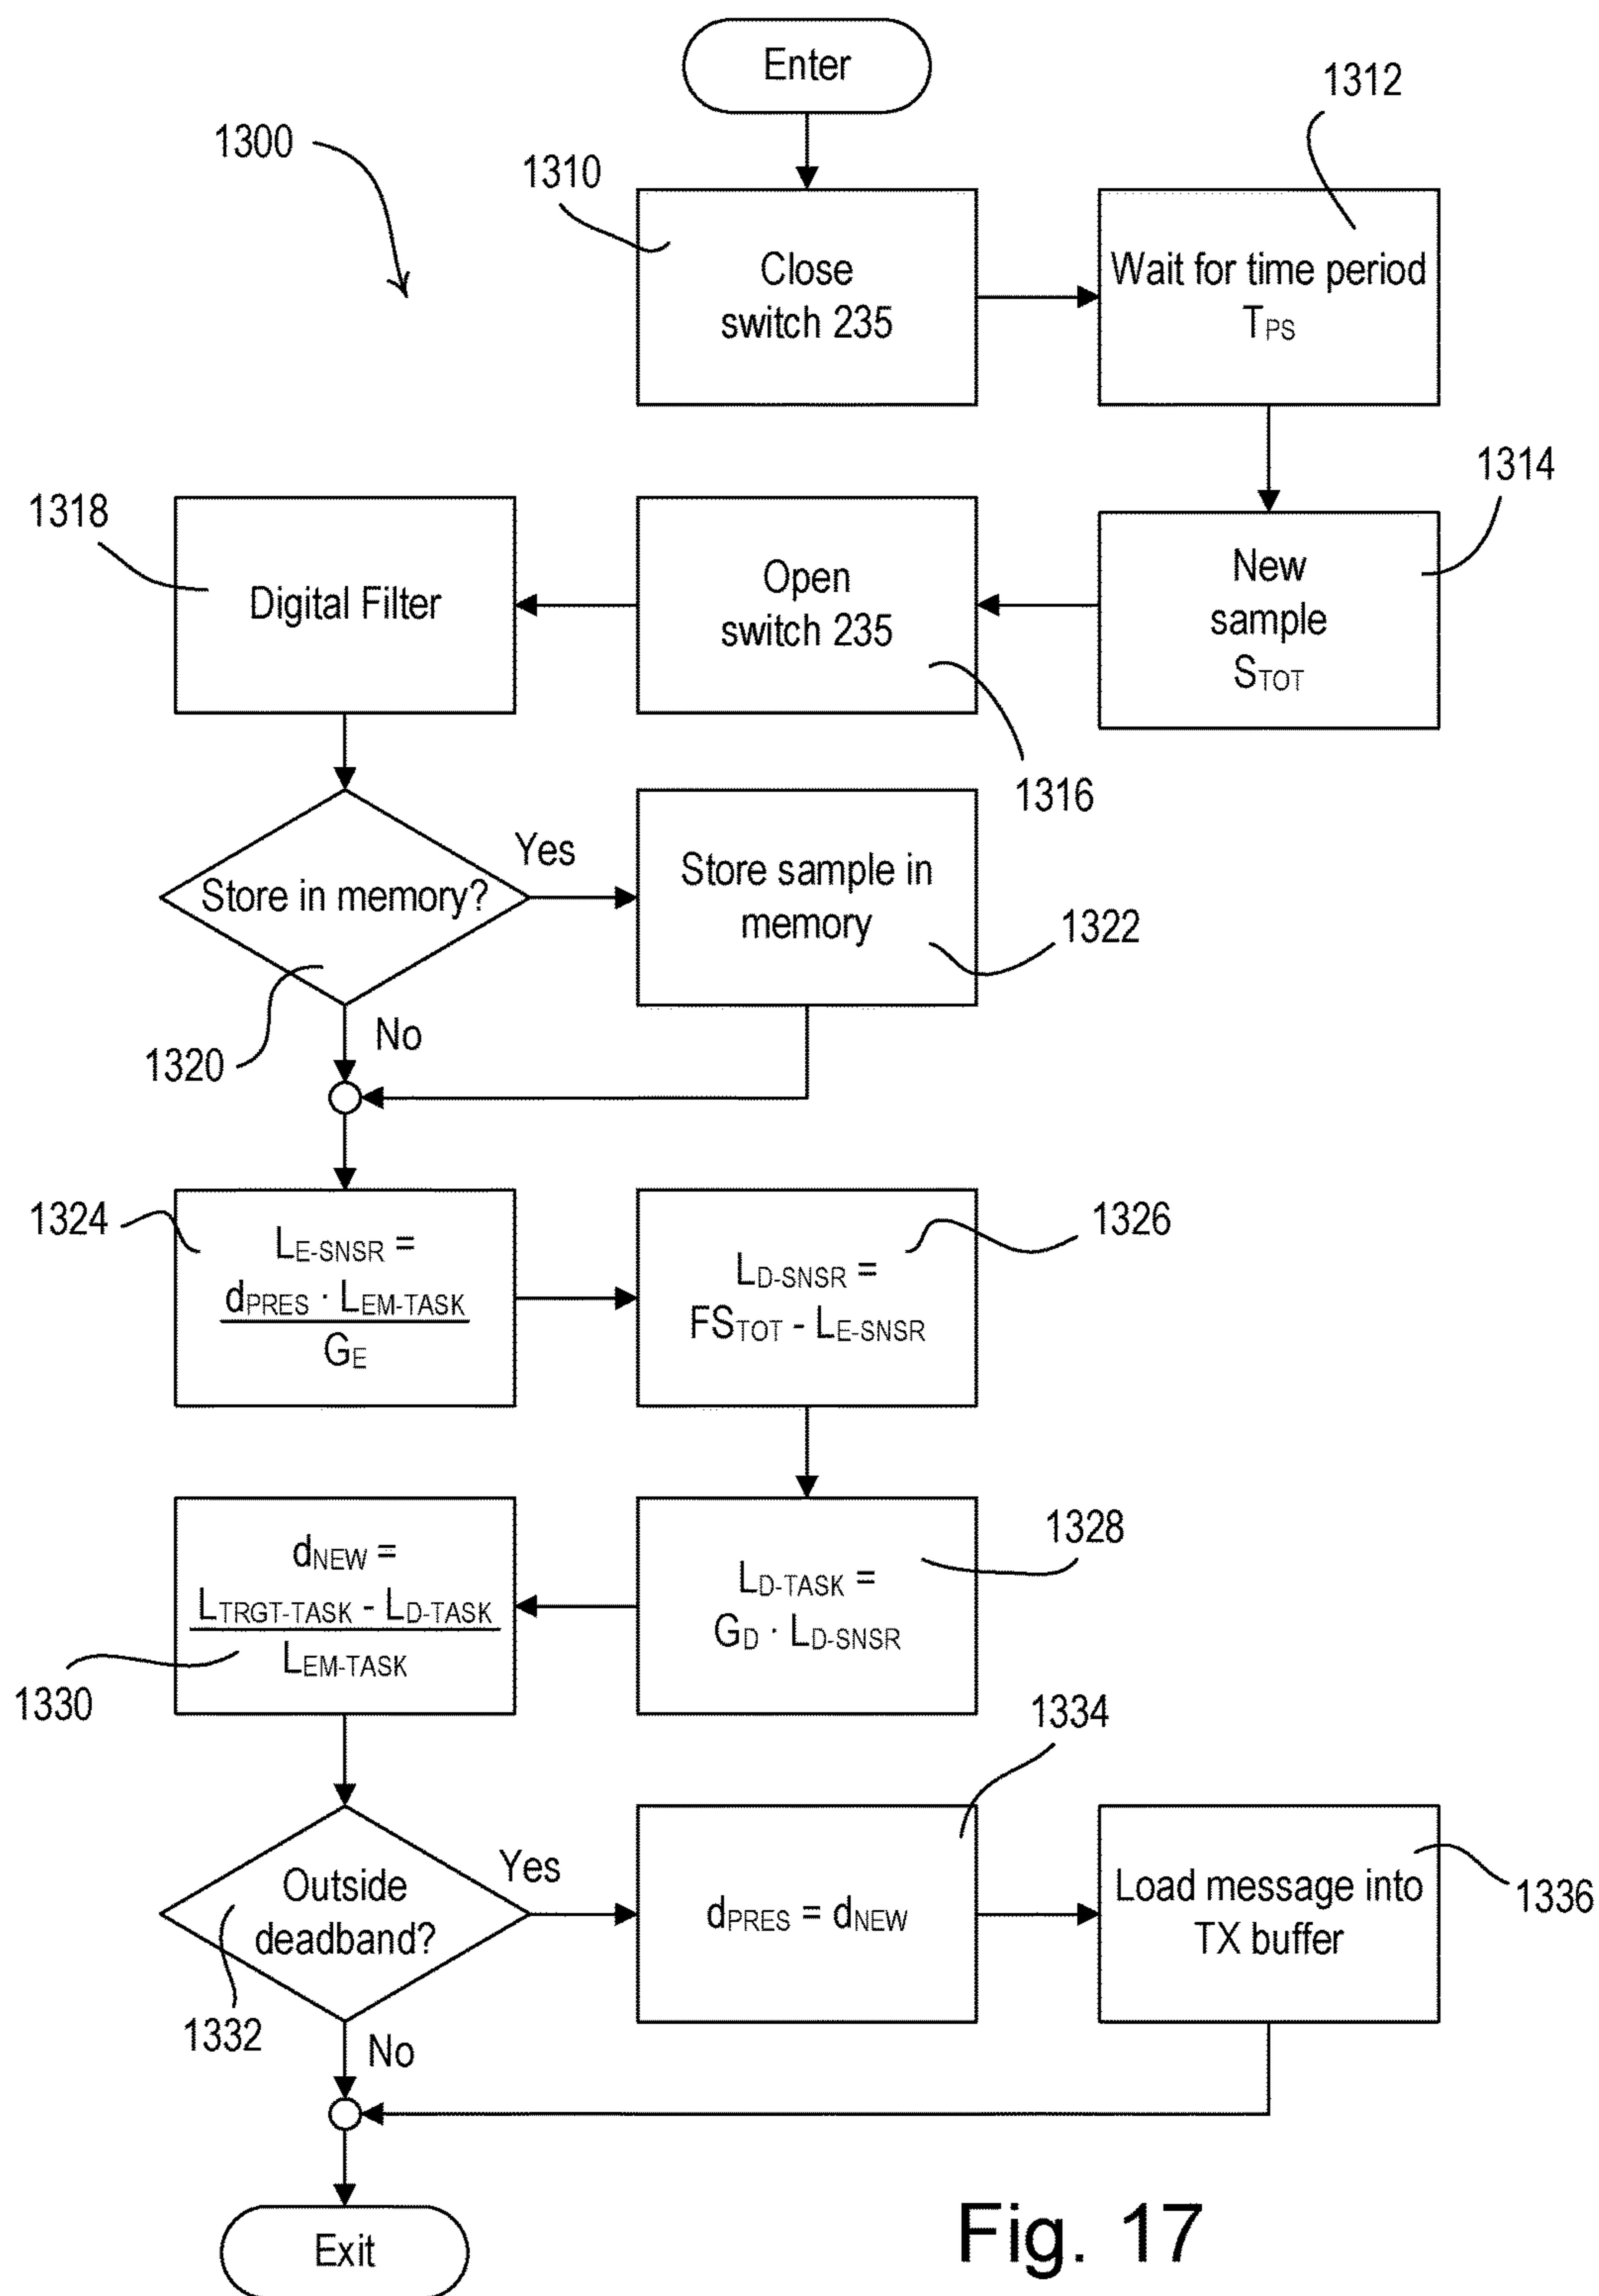 Enter
1300
1310
Close
switch 235
1312
Wait for time period
TPS
1314
New
sample
STOT
Open
switch 235
1316
1318
Digital Filter
Store in memory?
1320
Yes
No
Store sample in
memory
1322
1324
LE-SNSR =
dPRES · LEM-TASK
GE
1326
LD-SNSR =
FSTOT - LE-SNSR
1328
LD-TASK =
GD · LD-SNSR
dNEW =
LTRGT-TASK - LD-TASK
LEM-TASK
1330
Outside
deadband?
1332
Yes
No
1334
dPRES = dNEW
Load message into
TX buffer
1336
Exit
Fig. 17